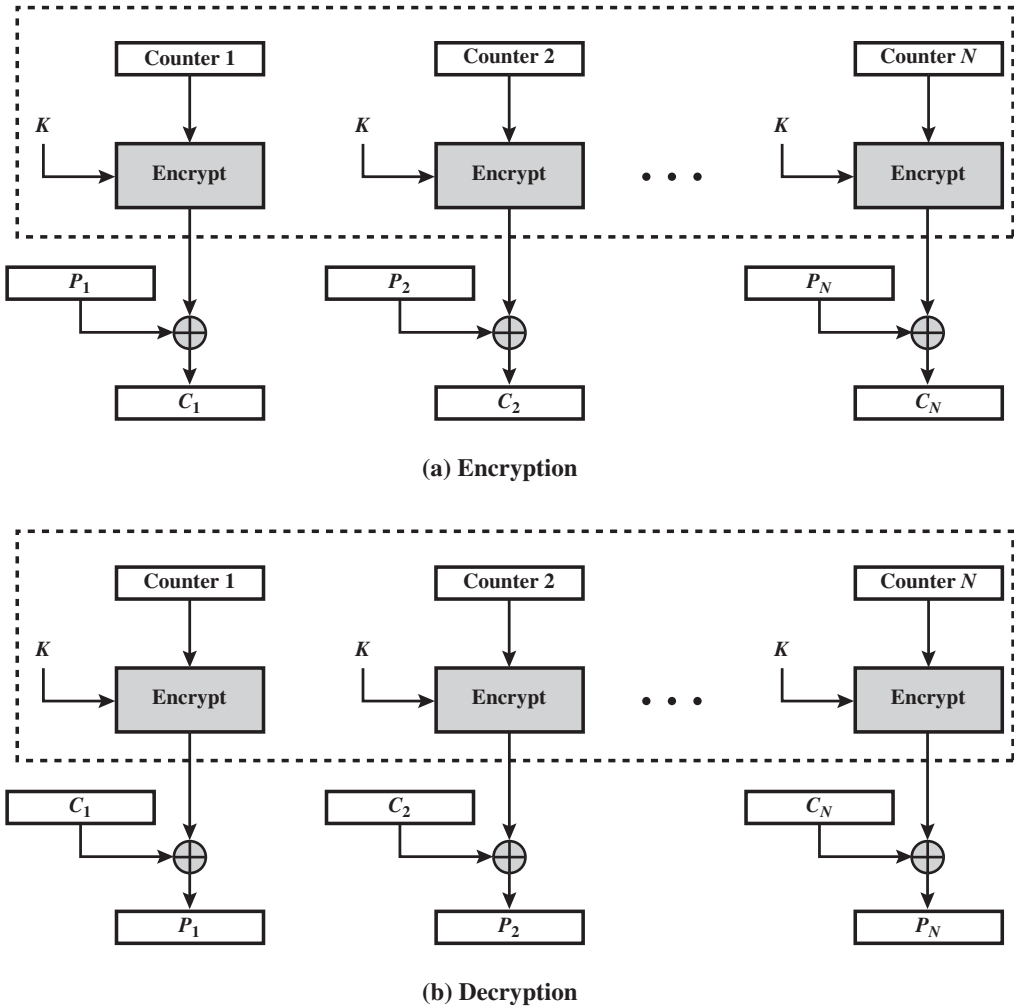 Counter 1 Counter 2 Counter N
K K K
Encrypt Encrypt • • • Encrypt
P1 P2 PN
C1 C2 CN
(a) Encryption
Counter 1 Counter 2 Counter N
K K K
Encrypt Encrypt • • • Encrypt
C1 C2 CN
P1 P2 PN
(b) Decryption